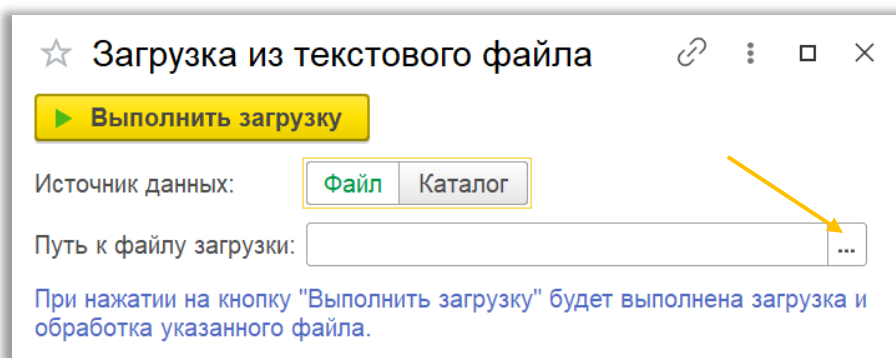 Загрузка из текстового файла
Выполнить загрузку
Источник данных: Файл Каталог
Путь к файлу загрузки: ...
При нажатии на кнопку "Выполнить загрузку" будет выполнена загрузка и
обработка указанного файла.